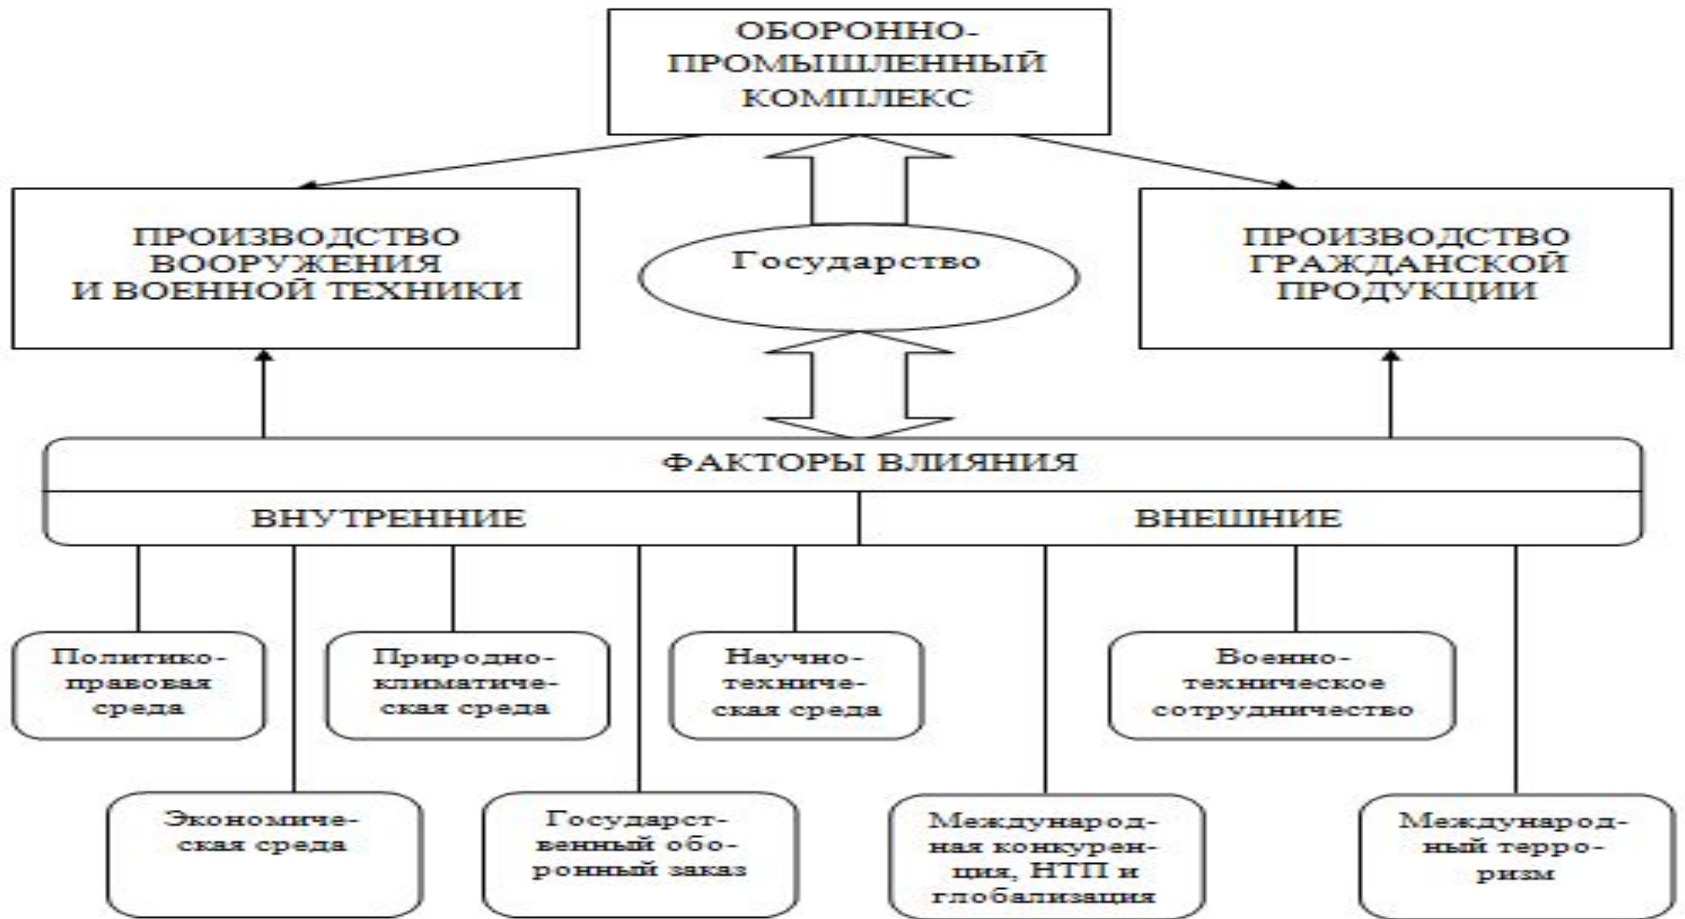 ОБОРОННО-
ПРОМЫШЛЕННЫЙ
КОМПЛЕКС
ПРОИЗВОДСТВО
ВООРУЖЕНИЯ
И ВОЕННОЙ ТЕХНИКИ
Государство
ПРОИЗВОДСТВО
ГРАЖДАНСКОЙ
ПРОДУКЦИИ
ФАКТОРЫ ВЛИЯНИЯ
ВНУТРЕННИЕ
ВНЕШНИЕ
Политико-
правовая
среда
Природно-
климатиче-
ская среда
Научно-
техниче-
ская среда
Военно-
техническое
сотрудничество
Экономиче-
ская среда
Государст-
венный обо-
ронный заказ
Международ-
ная конкурен-
ция, НТП и
глобализация
Международ-
ный терро-
ризм